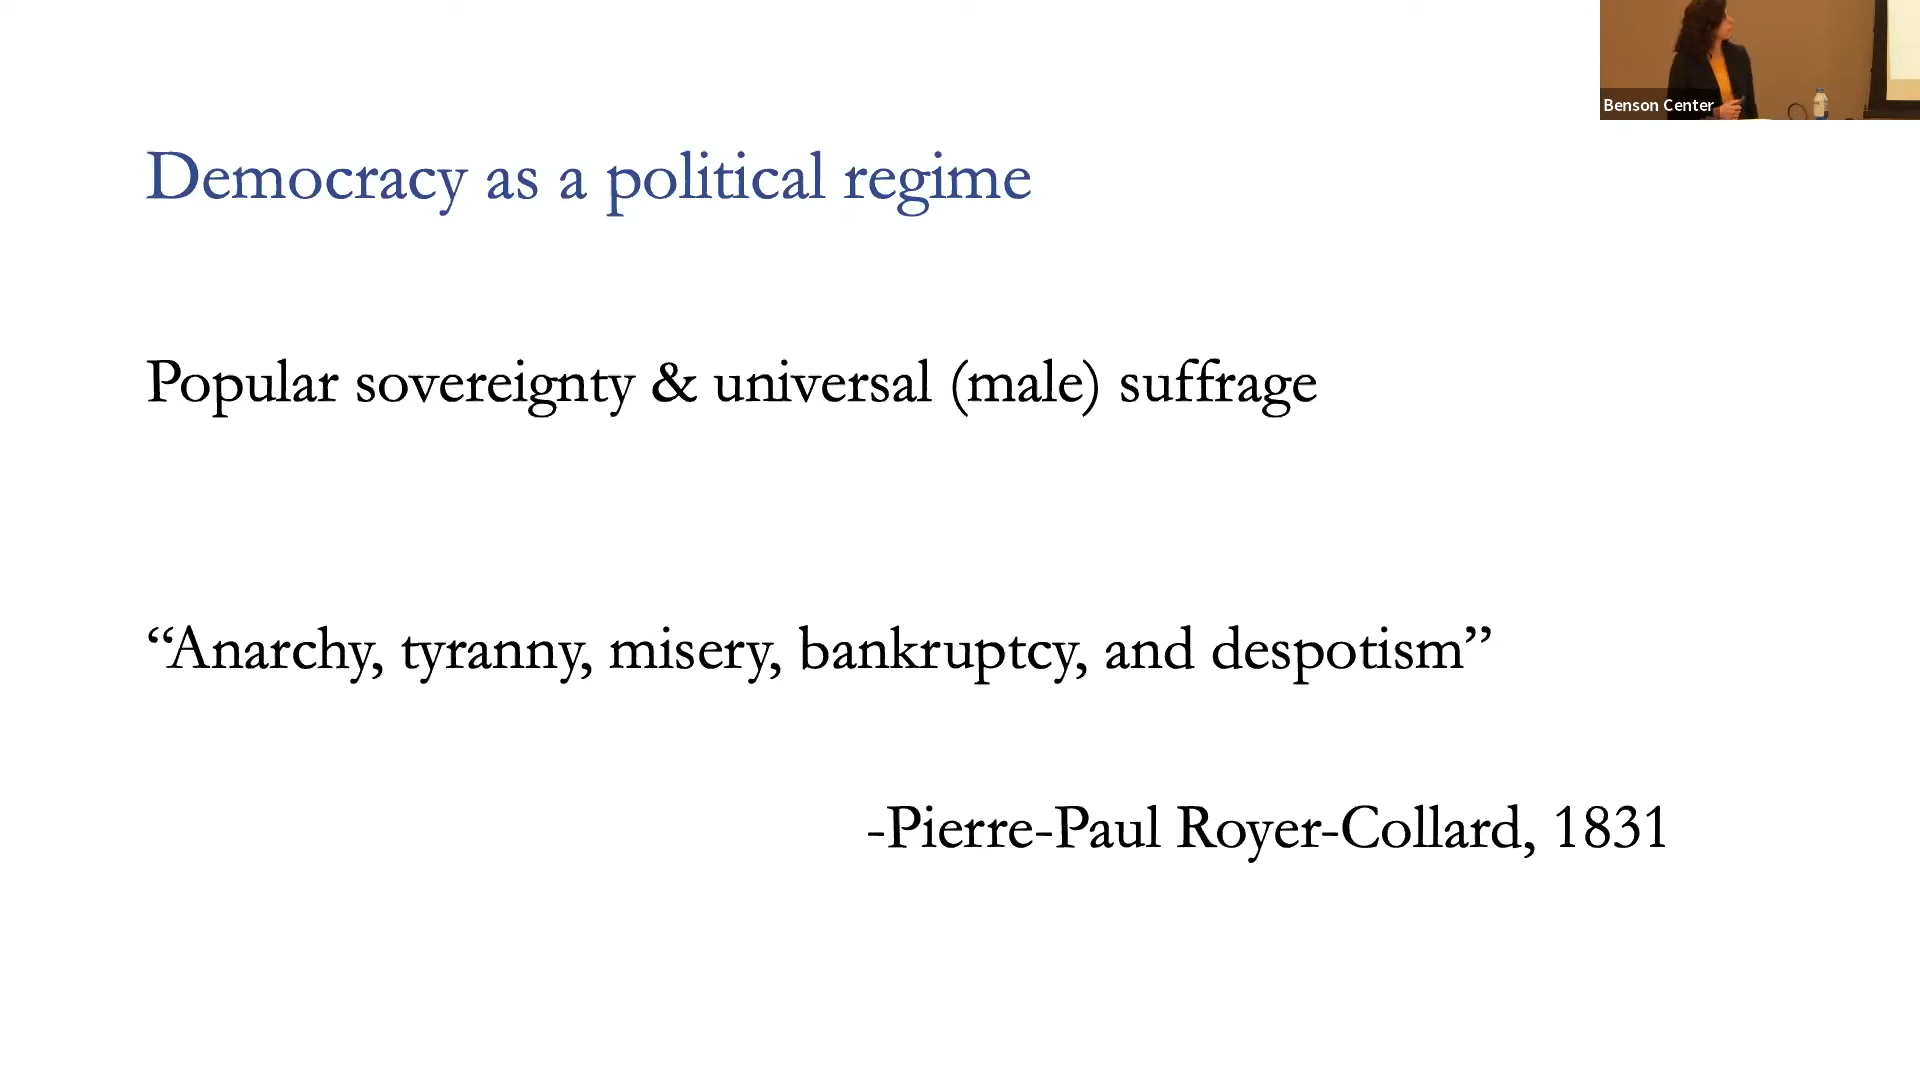 Benson Center
Democracy as a political regime
Popular sovereignty & universal (male) suffrage
“Anarchy, tyranny, misery, bankruptcy, and despotism”
-Pierre-Paul Royer-Collard, 1831